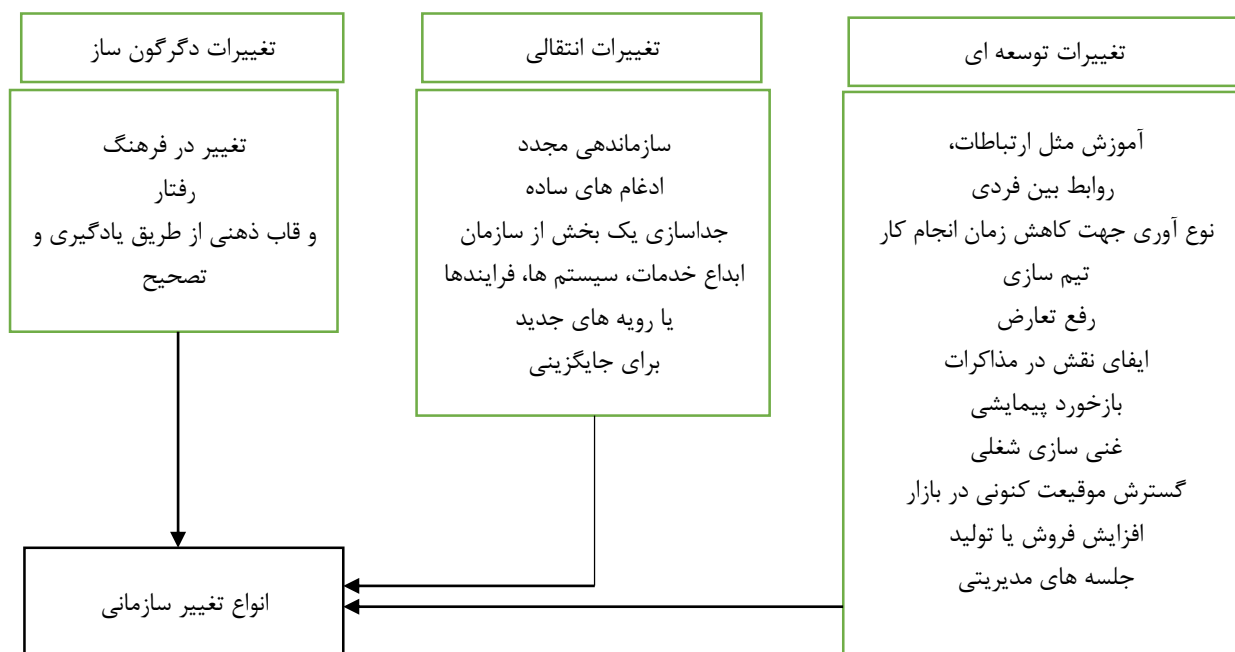 تغییرات توسعه ای
آموزش مثل ارتباطات،
روابط بین فردی
نوع آوری جهت کاهش زمان انجام کار
تیم سازی
رفع تعارض
ایفای نقش در مذاکرات
بازخورد پیمایشی
غنی سازی شغلی
گسترش موقیعت کنونی در بازار
افزایش فروش یا تولید
جلسه های مدیریتی
تغییرات انتقالی
سازماندهی مجدد
ادغام های ساده
جداسازی یک بخش از سازمان
ابداع خدمات، سیستم ها، فرایندها
یا رویه های جدید
برای جایگزینی
تغییرات دگرگون ساز
تغییر در فرهنگ
رفتار
و قاب ذهنی از طریق یادگیری و
تصحیح
انواع تغییر سازمانی